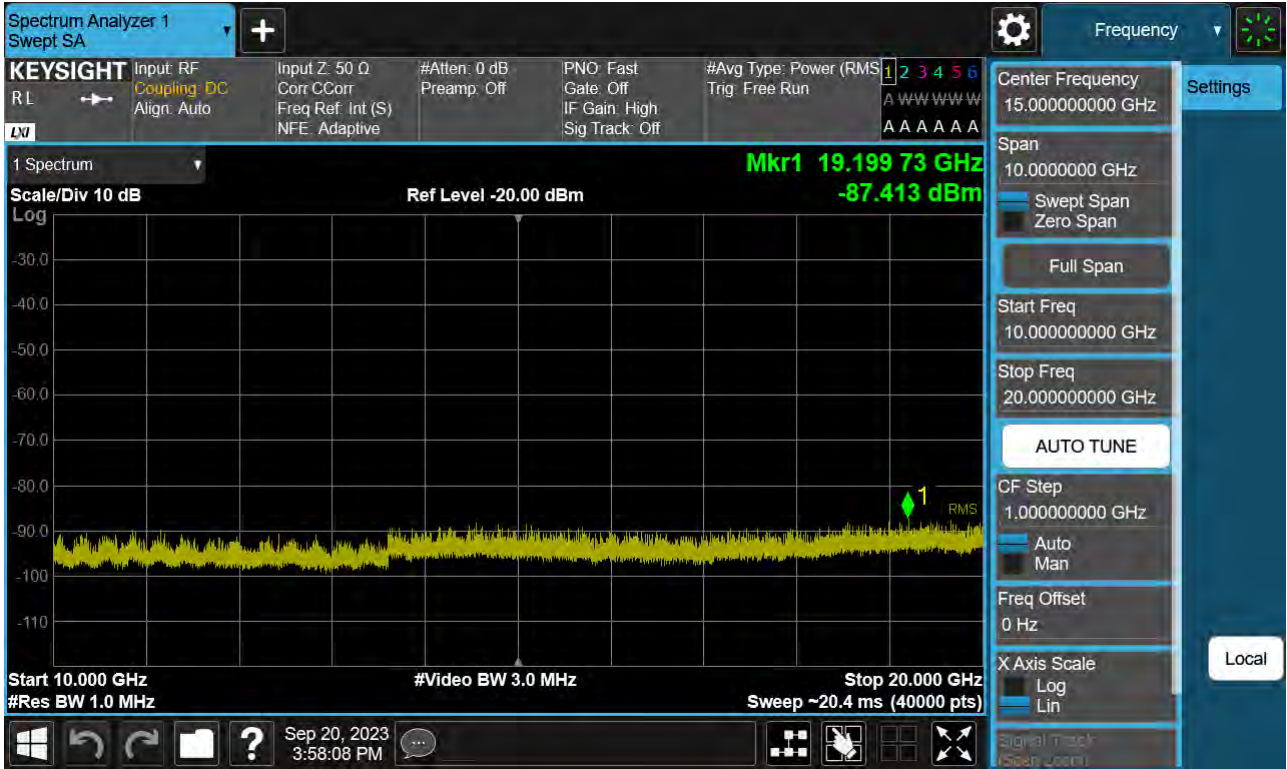 Spectrum Analyzer 1
Swept SA
+
Frequency
KEYSIGHT
R L
LXI
Input: RF
Coupling: DC
Align: Auto
Input Z: 50 Ω
Corr CCorr
Freq Ref: Int (S)
NFE: Adaptive
#Atten: 0 dB
Preamp: Off
PNO: Fast
Gate: Off
IF Gain: High
Sig Track: Off
#Avg Type: Power (RMS
Trig: Free Run
1 2 3 4 5 6
A W W W W W
A A A A A A
1 Spectrum
Mkr1 19.199 73 GHz
-87.413 dBm
Scale/Div 10 dB
Ref Level -20.00 dBm
Log
-30.0
-40.0
-50.0
-60.0
-70.0
-80.0
-90.0
-100
-110
1
RMS
Start 10.000 GHz
#Video BW 3.0 MHz
Stop 20.000 GHz
#Res BW 1.0 MHz
Sweep ~20.4 ms (40000 pts)
Center Frequency
15.000000000 GHz
Settings
Span
10.0000000 GHz
Swept Span
Zero Span
Full Span
Start Freq
10.000000000 GHz
Stop Freq
20.000000000 GHz
AUTO TUNE
CF Step
1.000000000 GHz
Auto
Man
Freq Offset
0 Hz
X Axis Scale
Log
Lin
Local
Signal Track
(Span Zoom)
?
Sep 20, 2023
3:58:08 PM